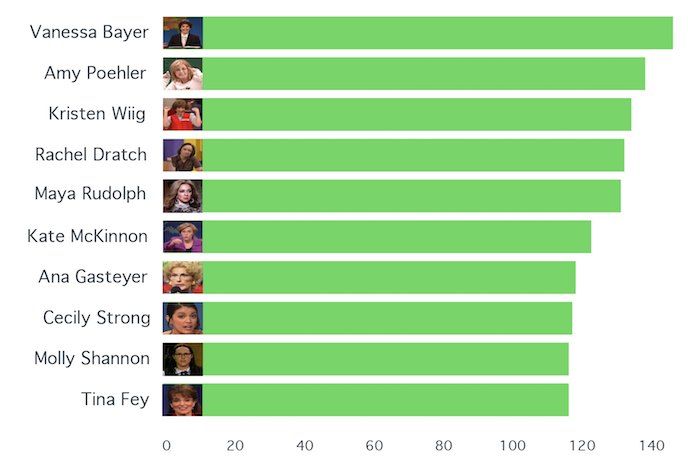 Vanessa Bayer
Amy Poehler
Kristen Wiig
Rachel Dratch
Maya Rudolph
Kate McKinnon
Ana Gasteyer
Cecily Strong
Molly Shannon
Tina Fey
0 20 40 60 80 100 120 140